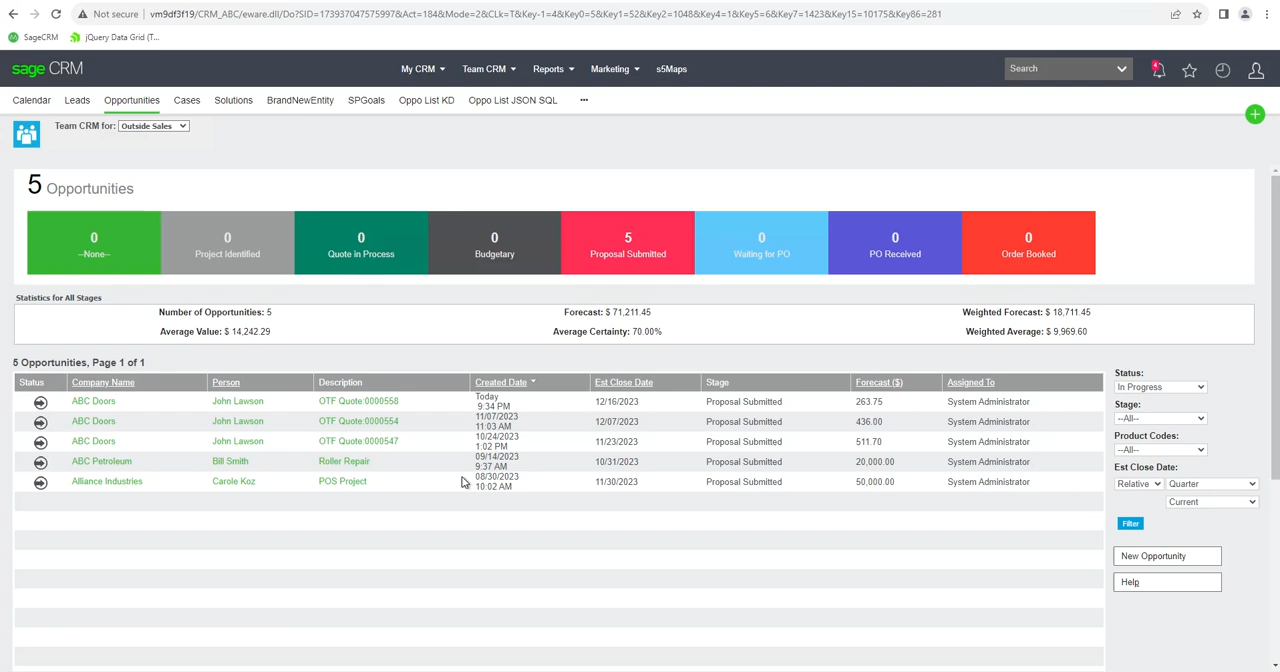 Not secure | vm9df3f19/CRM_ABC/eware.dll/Do?SID=173937047575997&Act=184&Mode=2&CLk=T&Key-1=4&Key0=5&Key1=52&Key2=1048&Key4=1&Key5=6&Key7=1423&Key15=10175&Key86=281
SageCRM jQuery Data Grid (T...
sage CRM My CRM Team CRM Reports Marketing s5Maps Search 4
Calendar Leads Opportunities Cases Solutions BrandNewEntity SPGoals Oppo List KD Oppo List JSON SQL ...
Team CRM for: Outside Sales
5 Opportunities
0 0 0 0 5 0 0 0
--None-- Project Identified Quote in Process Budgetary Proposal Submitted Waiting for PO PO Received Order Booked
Statistics for All Stages
Number of Opportunities: 5 Forecast: $ 71,211.45 Weighted Forecast: $ 18,711.45
Average Value: $ 14,242.29 Average Certainty: 70.00% Weighted Average: $ 9,969.60
5 Opportunities, Page 1 of 1
Status Company Name Person Description Created Date Est Close Date Stage Forecast ($) Assigned To
ABC Doors John Lawson OTF Quote:0000558 Today 9:34 PM 12/16/2023 Proposal Submitted 263.75 System Administrator
ABC Doors John Lawson OTF Quote:0000554 11/07/2023 11:03 AM 12/07/2023 Proposal Submitted 436.00 System Administrator
ABC Doors John Lawson OTF Quote:0000547 10/24/2023 1:02 PM 11/23/2023 Proposal Submitted 511.70 System Administrator
ABC Petroleum Bill Smith Roller Repair 09/14/2023 9:37 AM 10/31/2023 Proposal Submitted 20,000.00 System Administrator
Alliance Industries Carole Koz POS Project 08/30/2023 10:02 AM 11/30/2023 Proposal Submitted 50,000.00 System Administrator
Status:
In Progress
Stage:
--All--
Product Codes:
--All--
Est Close Date:
Relative Quarter
Current
Filter
New Opportunity
Help